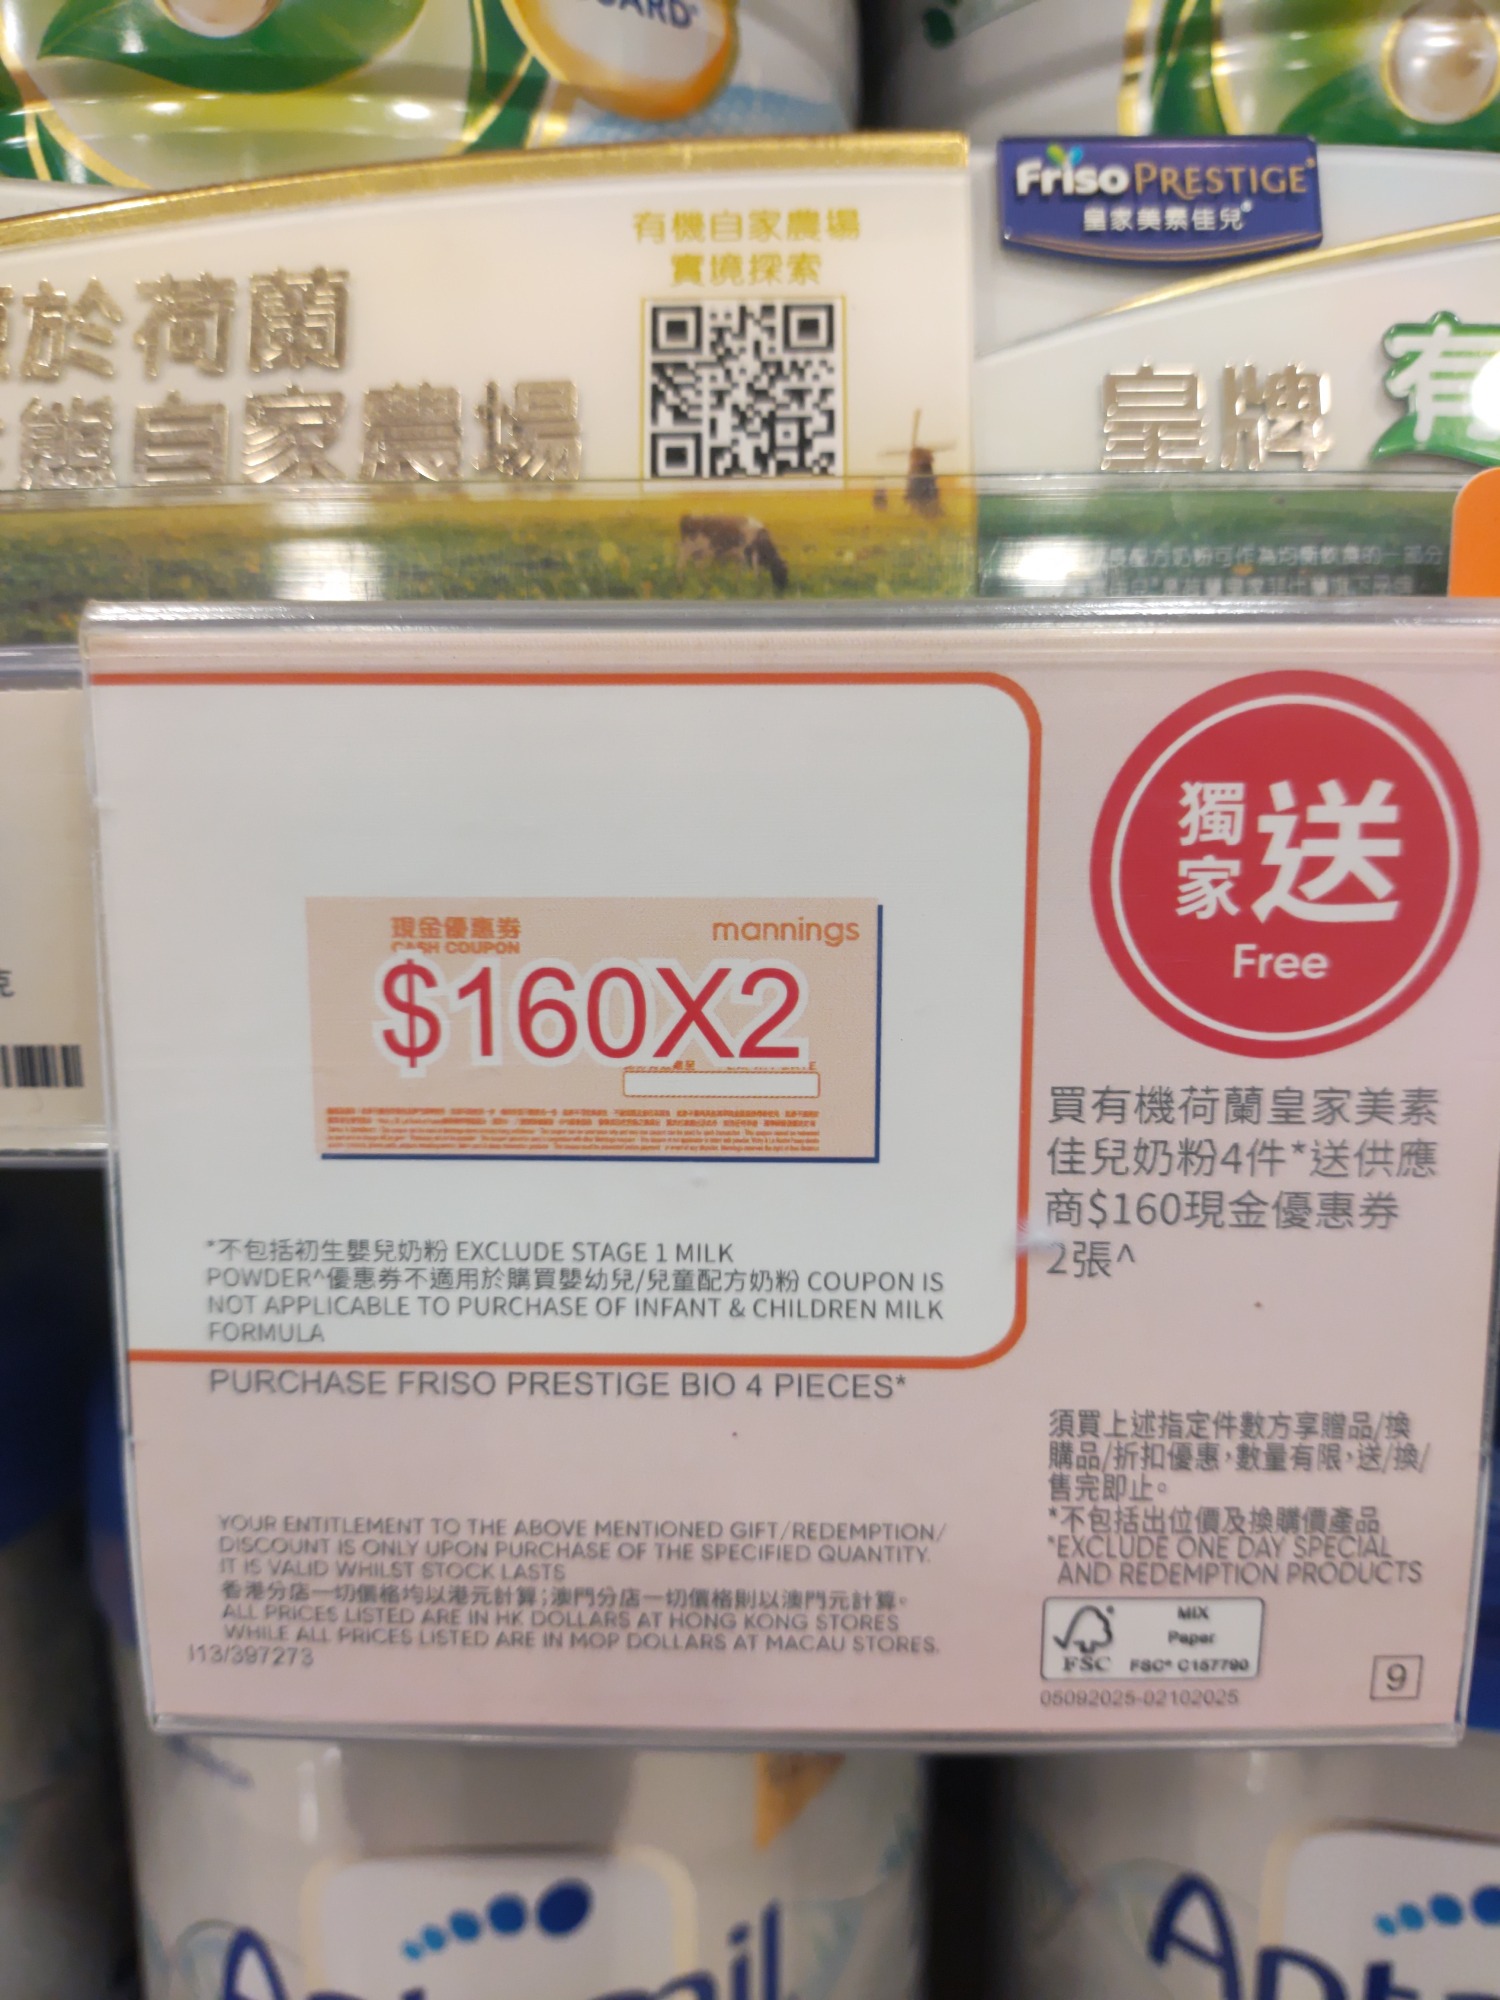 有機自家農場
實境探索
於荷蘭
自家農場
Friso PRESTIGE
皇家美素佳兒
皇牌 有
現金優惠券
CASH COUPON
mannings
$160X2
獨家送
Free
買有機荷蘭皇家美素
佳兒奶粉4件*送供應
商$160現金優惠券
2張^
*不包括初生嬰兒奶粉 EXCLUDE STAGE 1 MILK
POWDER^優惠券不適用於購買嬰幼兒/兒童配方奶粉 COUPON IS
NOT APPLICABLE TO PURCHASE OF INFANT & CHILDREN MILK
FORMULA
PURCHASE FRISO PRESTIGE BIO 4 PIECES*
須買上述指定件數方享贈品/換
購品/折扣優惠,數量有限,送/換/
售完即止。
*不包括出位價及換購價產品
*EXCLUDE ONE DAY SPECIAL
AND REDEMPTION PRODUCTS
YOUR ENTITLEMENT TO THE ABOVE MENTIONED GIFT/REDEMPTION/
DISCOUNT IS ONLY UPON PURCHASE OF THE SPECIFIED QUANTITY.
IT IS VALID WHILST STOCK LASTS
香港分店一切價格均以港元計算;澳門分店一切價格則以澳門元計算。
ALL PRICES LISTED ARE IN HK DOLLARS AT HONG KONG STORES
WHILE ALL PRICES LISTED ARE IN MOP DOLLARS AT MACAU STORES.
I13/397273
FSC
MIX
Paper
FSC® C157790
05092025-02102025
9